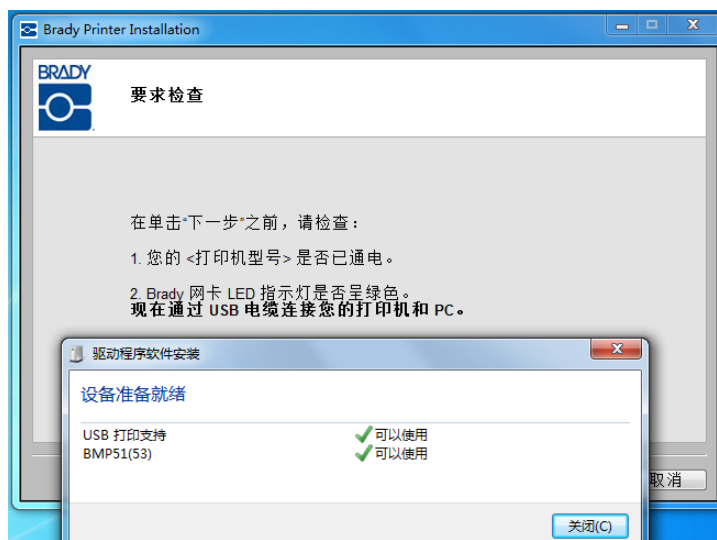 Brady Printer Installation
BRADY
要求检查
在单击“下一步”之前，请检查：
1. 您的 <打印机型号> 是否已通电。
2. Brady 网卡 LED 指示灯是否呈绿色。
现在通过 USB 电缆连接您的打印机和 PC。
驱动程序软件安装
设备准备就绪
USB 打印支持 可以使用
BMP51(53) 可以使用
取消
关闭(C)